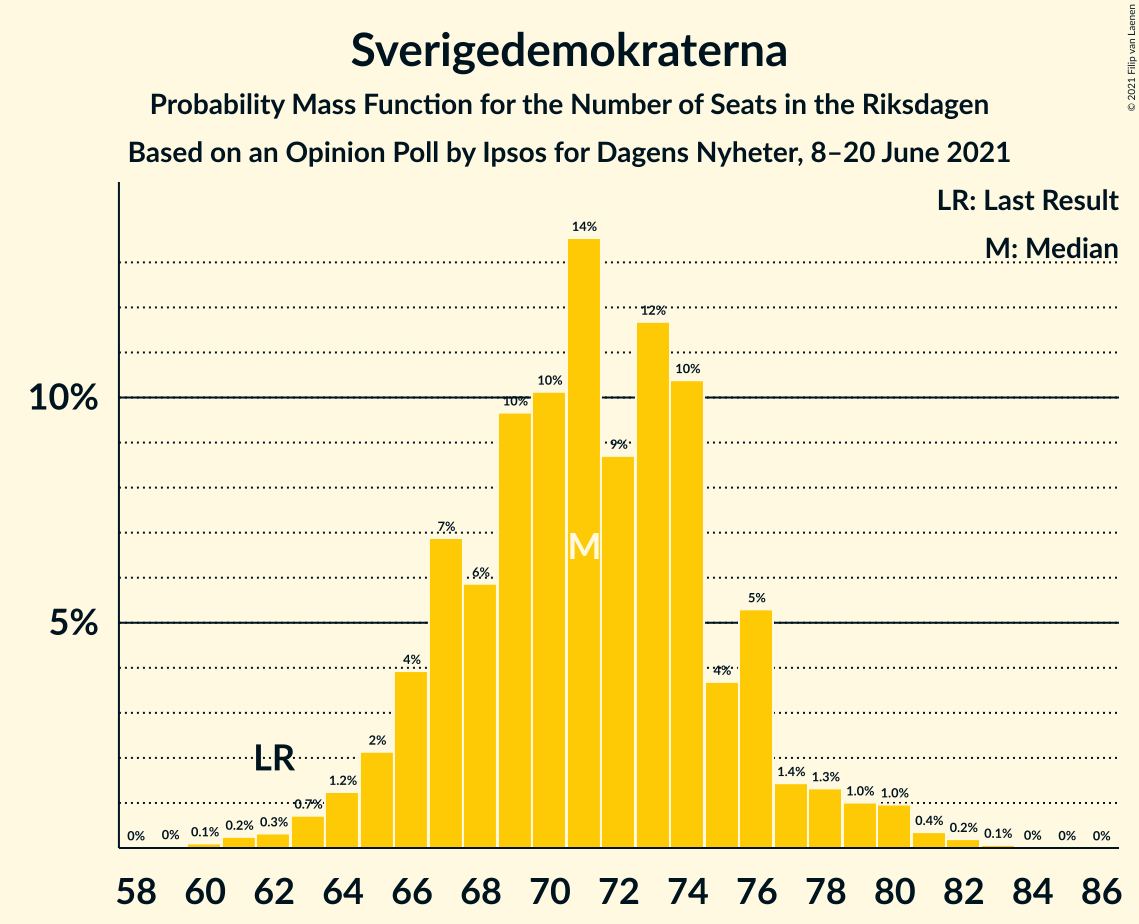 Sverigedemokraterna
Probability Mass Function for the Number of Seats in the Riksdagen
Based on an Opinion Poll by Ipsos for Dagens Nyheter, 8–20 June 2021
© 2021 Filip van Laenen
LR: Last Result
M: Median
10%
5%
0% 0% 0.1% 0.2% 0.3% 0.7% 1.2% 2% 4% 7% 6% 10% 10% 14% 9% 12% 10% 4% 5% 1.4% 1.3% 1.0% 1.0% 0.4% 0.2% 0.1% 0% 0% 0%
LR
M
58 60 62 64 66 68 70 72 74 76 78 80 82 84 86